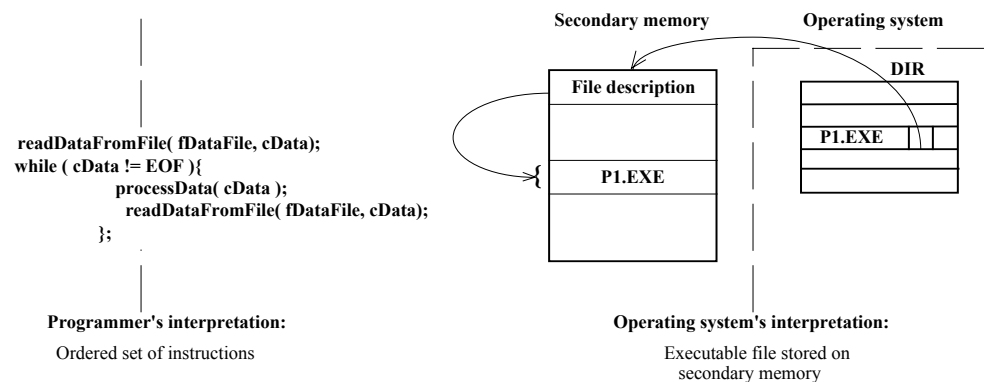 Secondary memory
Operating system
DIR
File description
P1.EXE
{
P1.EXE
readDataFromFile( fDataFile, cData);
while ( cData != EOF ){
processData( cData );
readDataFromFile( fDataFile, cData);
};
Programmer's interpretation:
Ordered set of instructions
Operating system's interpretation:
Executable file stored on
secondary memory